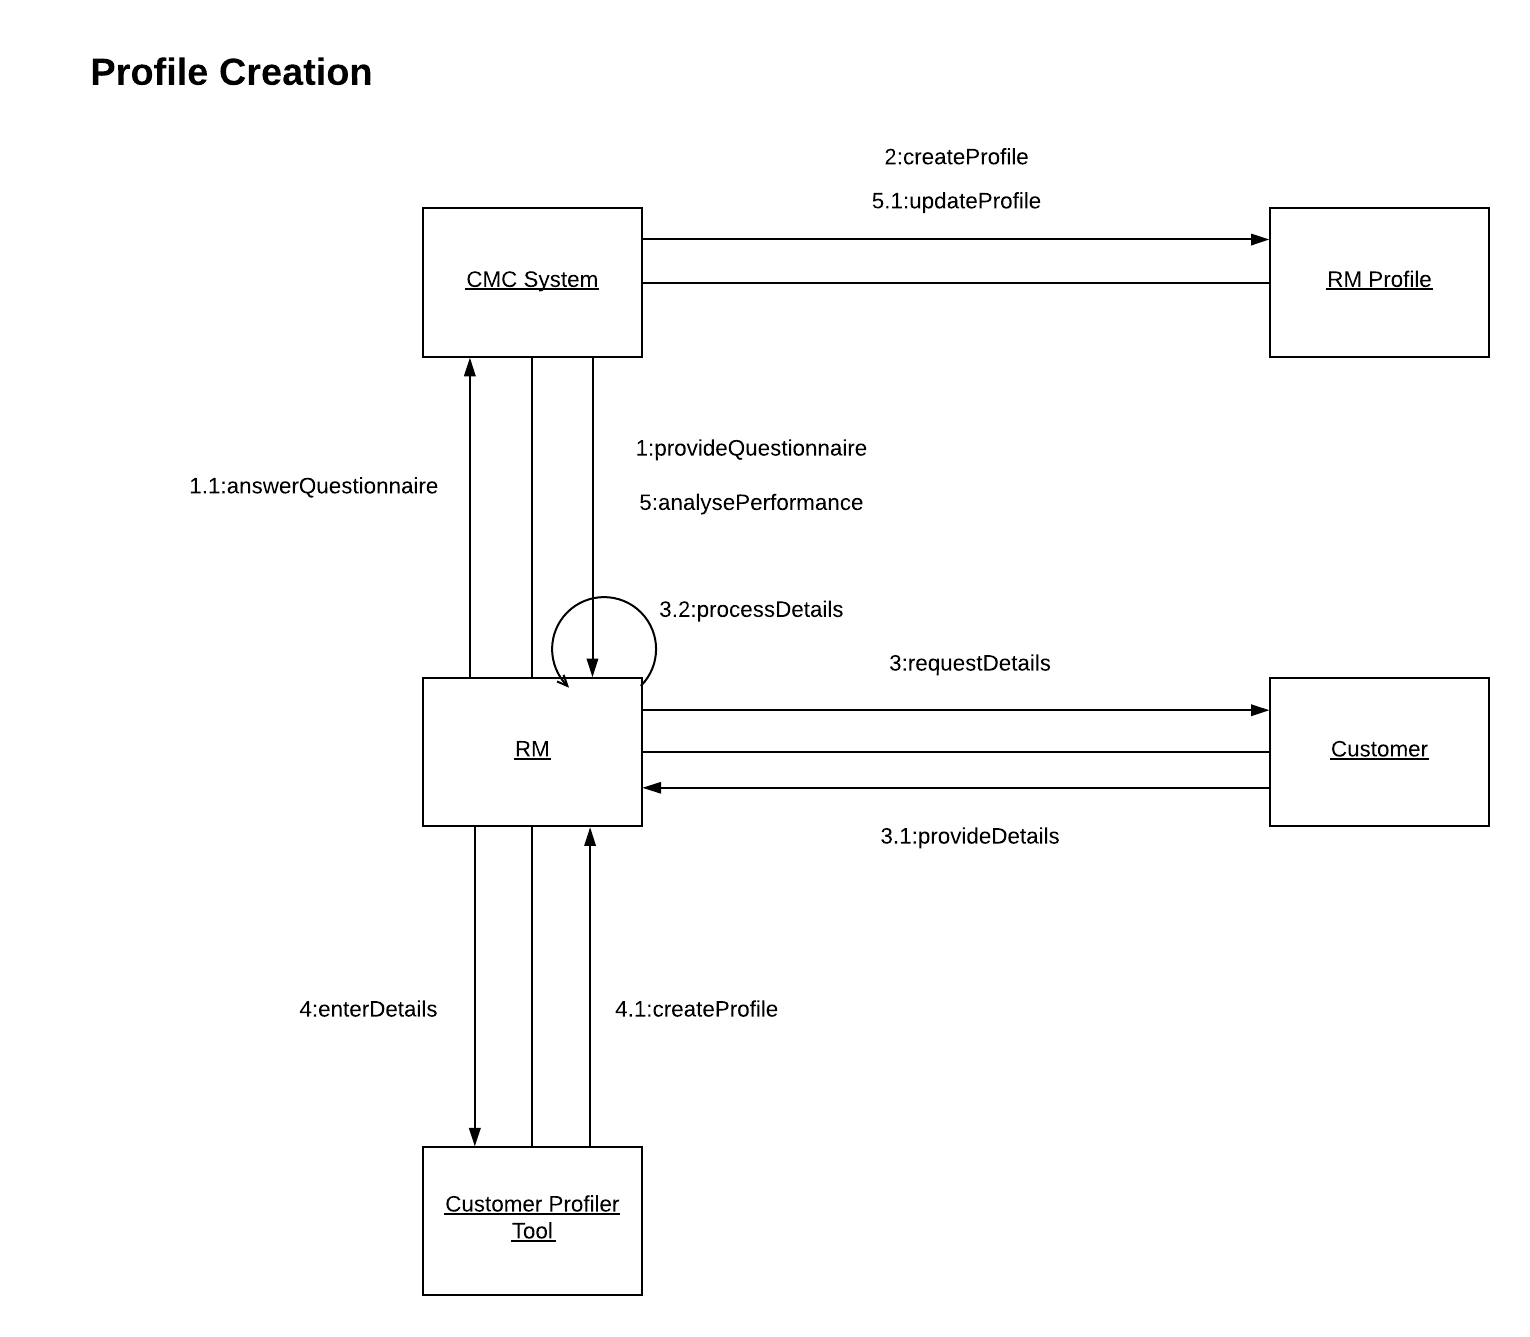 Profile Creation
2:createProfile
5.1:updateProfile
CMC System
RM Profile
1:provideQuestionnaire
1.1:answerQuestionnaire
5:analysePerformance
3.2:processDetails
3:requestDetails
RM
Customer
3.1:provideDetails
4:enterDetails
4.1:createProfile
Customer Profiler
Tool